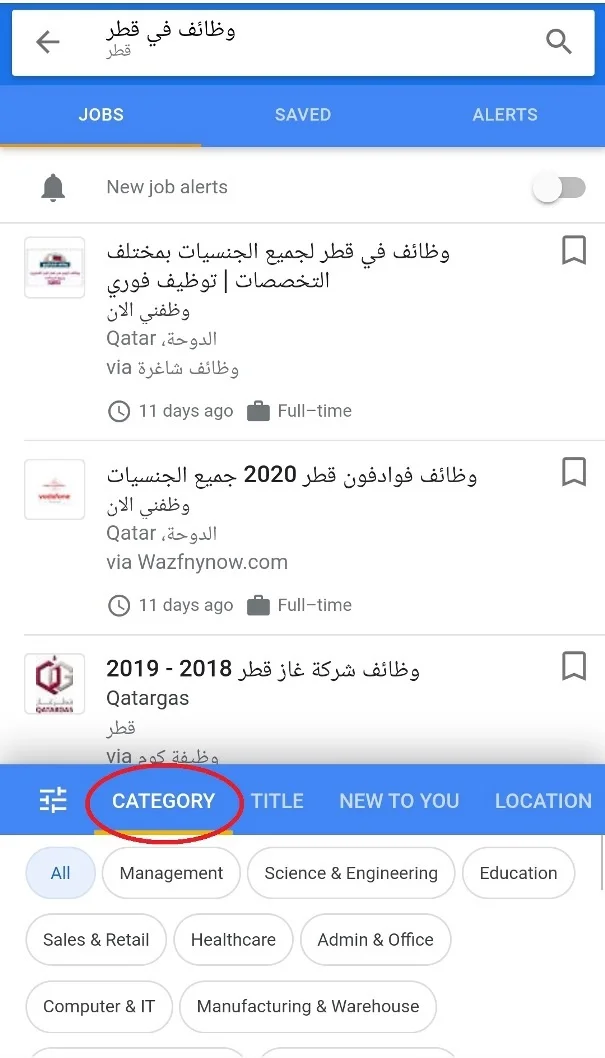 وظائف في قطر
قطر
JOBS SAVED ALERTS
New job alerts
وظائف في قطر لجميع الجنسيات بمختلف
التخصصات | توظيف فوري
وظفني الان
الدوحة، Qatar
via وظائف شاغرة
11 days ago Full-time
وظائف فوادفون قطر 2020 جميع الجنسيات
vodafone
وظفني الان
الدوحة، Qatar
via Wazfnynow.com
11 days ago Full-time
وظائف شركة غاز قطر 2018 - 2019
QATARGAS
Qatargas
قطر
via وظيفة كوم
CATEGORY TITLE NEW TO YOU LOCATION
All Management Science & Engineering Education
Sales & Retail Healthcare Admin & Office
Computer & IT Manufacturing & Warehouse